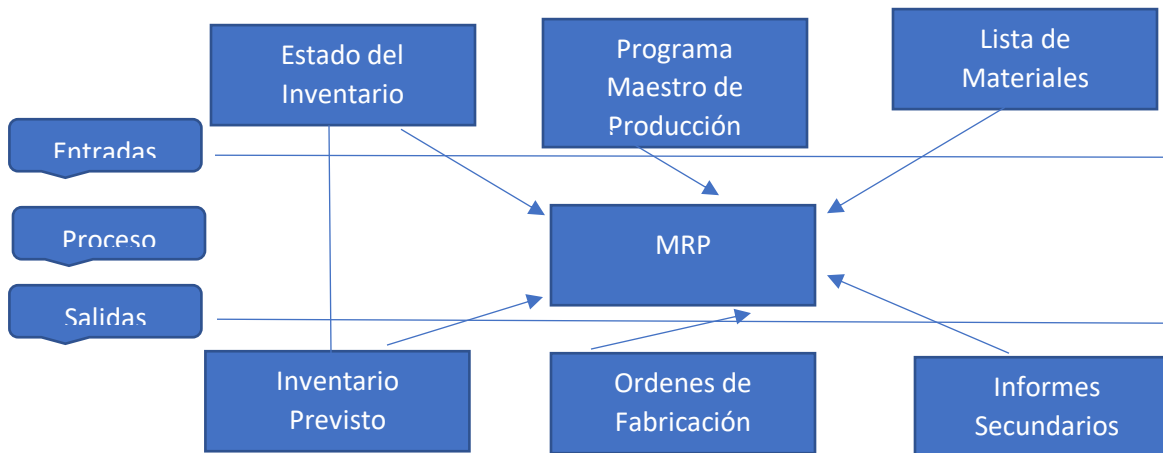 Estado del
Inventario
Programa
Maestro de
Producción
Lista de
Materiales
Entradas
Proceso
MRP
Salidas
Inventario
Previsto
Ordenes de
Fabricación
Informes
Secundarios